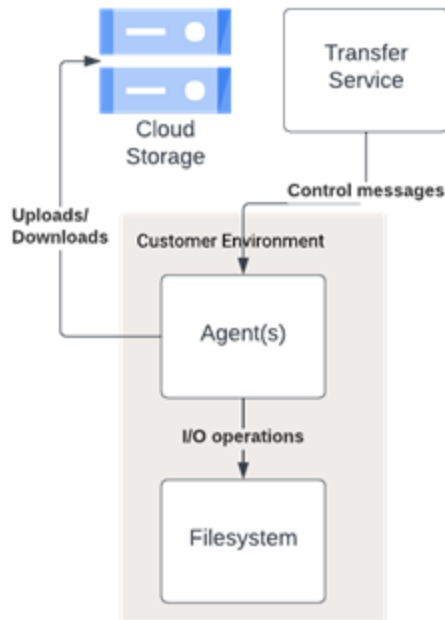 Transfer
Service
Cloud
Storage
Control messages
Uploads/
Downloads
Customer Environment
Agent(s)
I/O operations
Filesystem